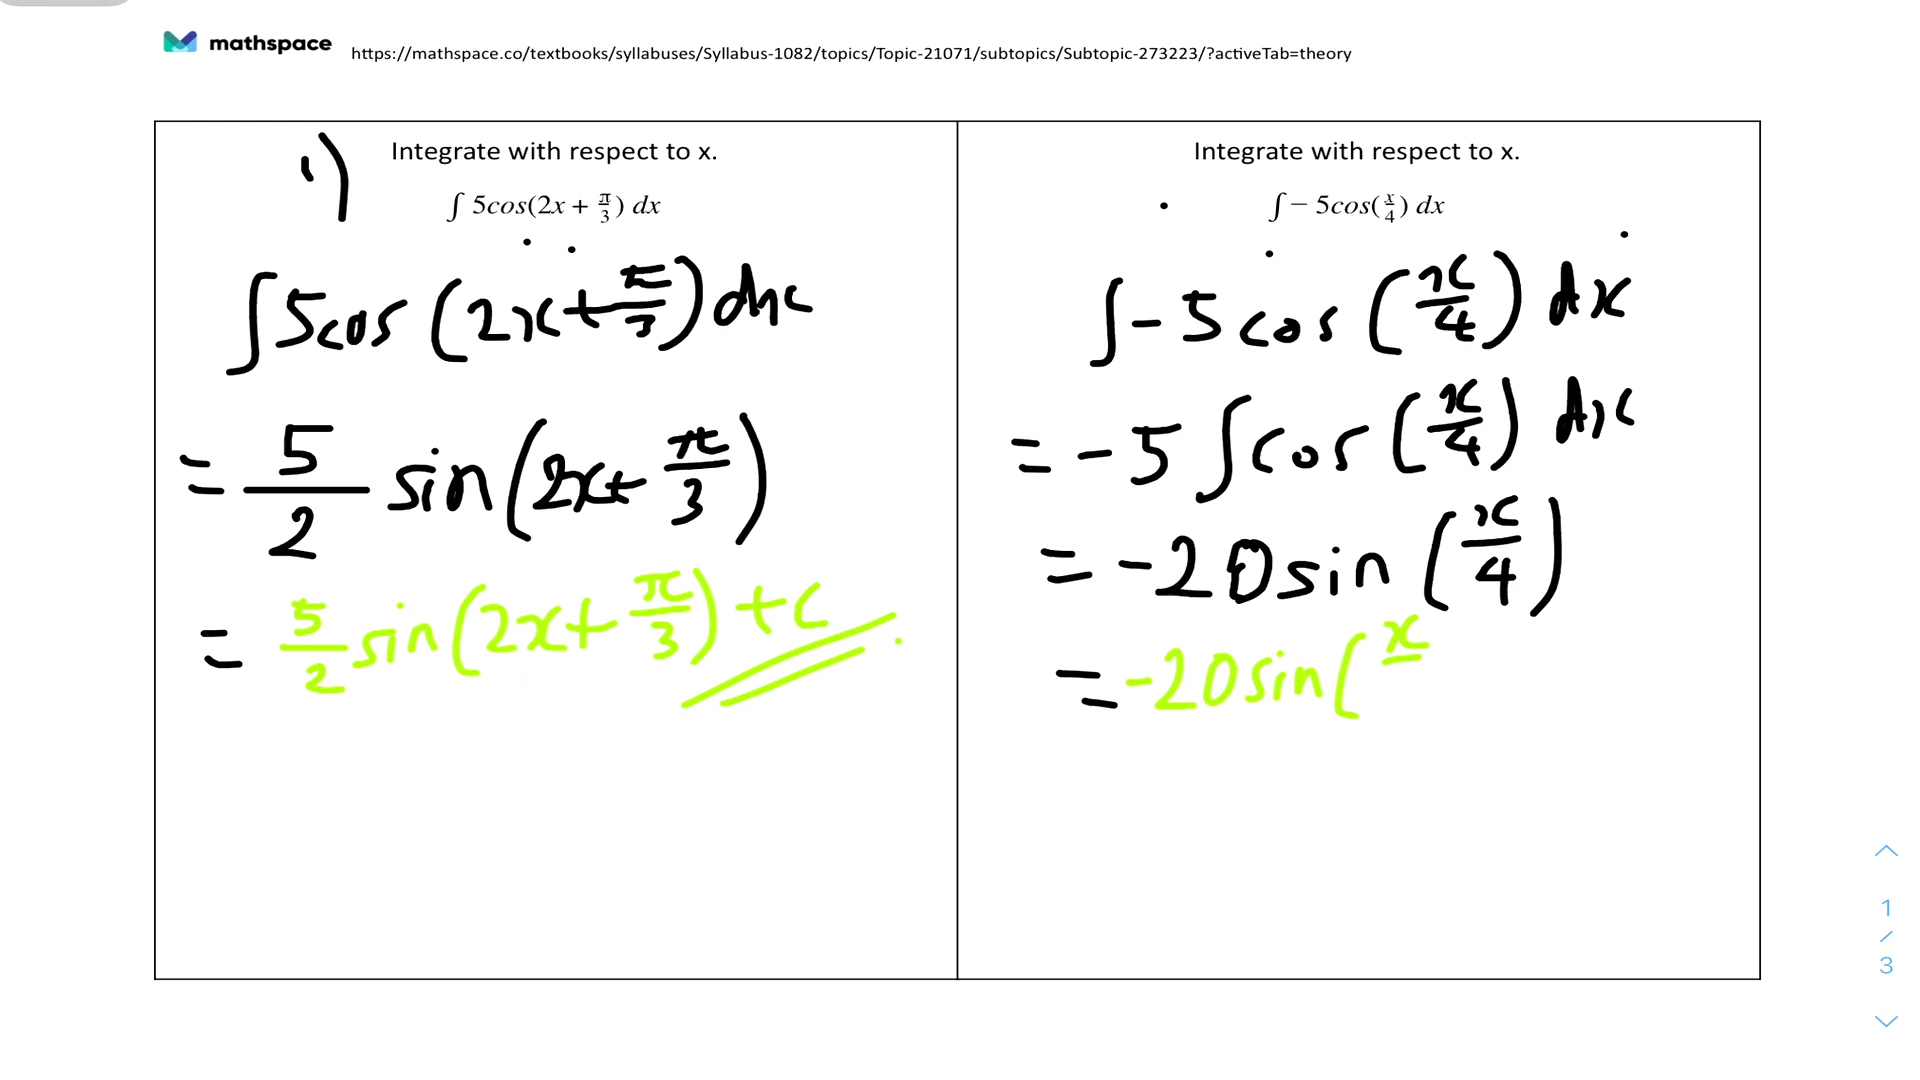 mathspace https://mathspace.co/textbooks/syllabuses/Syllabus-1082/topics/Topic-21071/subtopics/Subtopic-273223/?activeTab=theory
1)
Integrate with respect to x.
∫ 5cos(2x + π/3) dx
∫5cos(2x+π/3)dx
= 5/2 sin(2x+π/3)
= 5/2 sin(2x+π/3)+c
Integrate with respect to x.
∫ − 5cos(x/4) dx
∫-5cos(x/4)dx
= -5∫cos(x/4)dx
= -20sin(x/4)
= -20sin(x
1
/
3